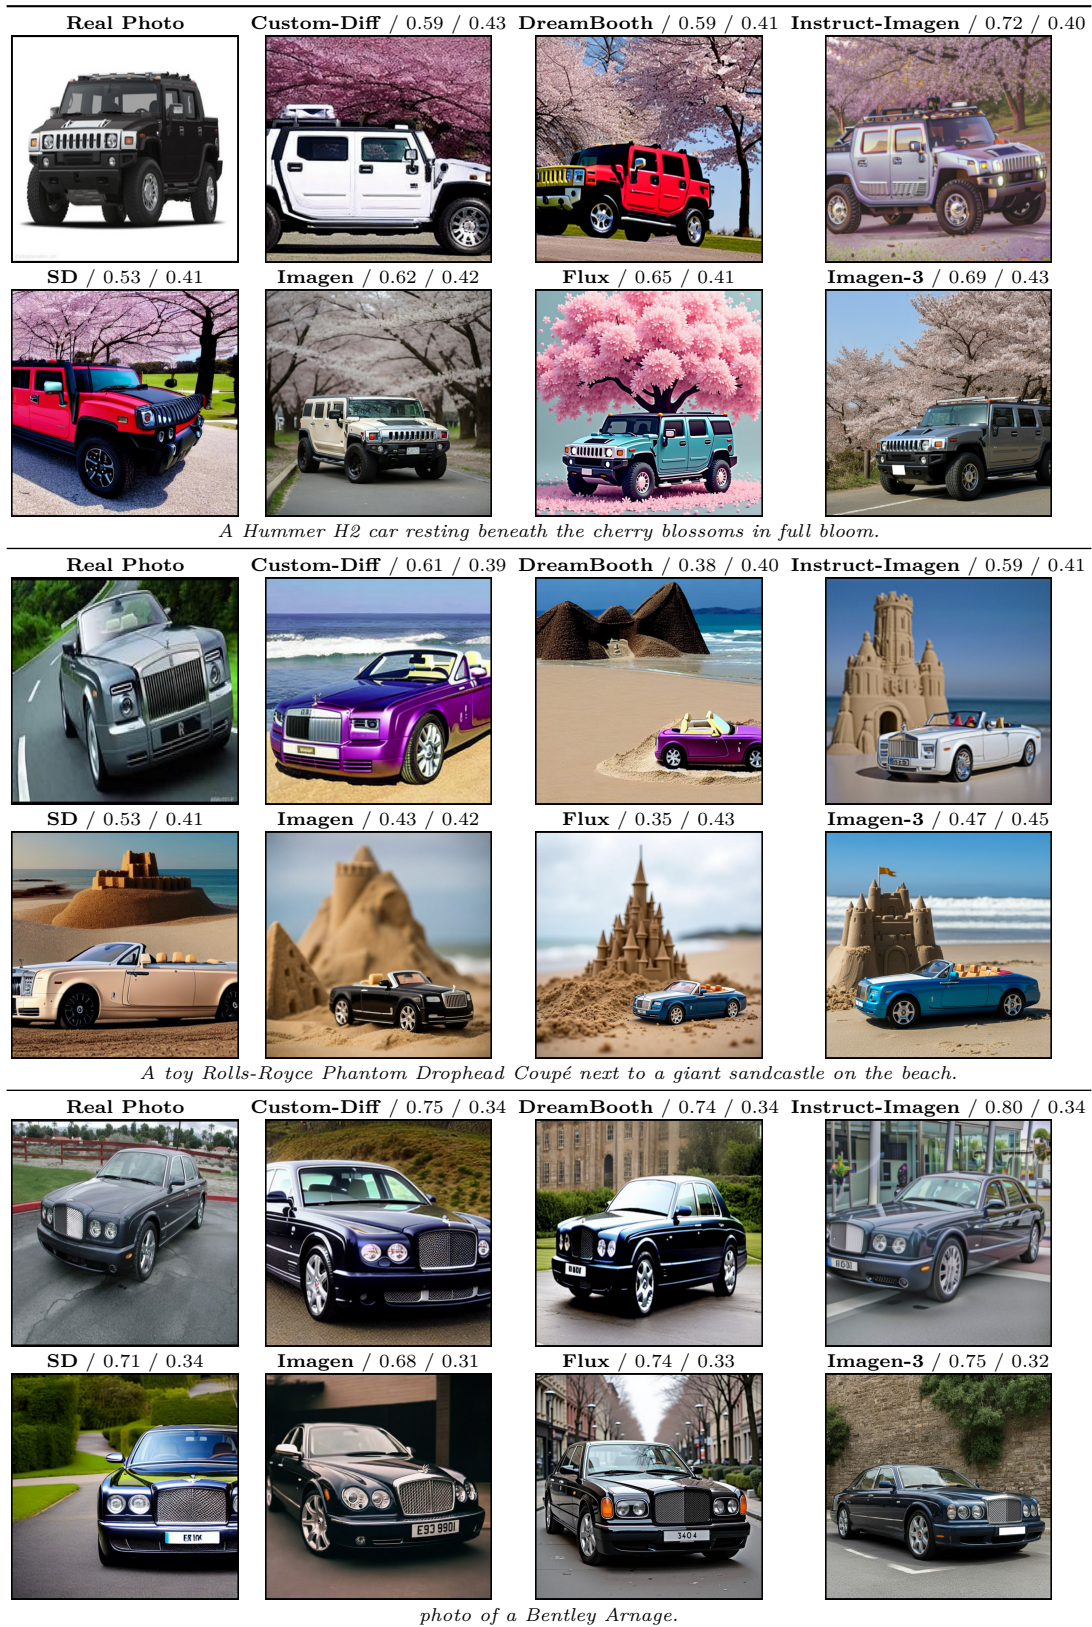 Real Photo Custom-Diff / 0.59 / 0.43 DreamBooth / 0.59 / 0.41 Instruct-Imagen / 0.72 / 0.40
SD / 0.53 / 0.41 Imagen / 0.62 / 0.42 Flux / 0.65 / 0.41 Imagen-3 / 0.69 / 0.43
A Hummer H2 car resting beneath the cherry blossoms in full bloom.
Real Photo Custom-Diff / 0.61 / 0.39 DreamBooth / 0.38 / 0.40 Instruct-Imagen / 0.59 / 0.41
SD / 0.53 / 0.41 Imagen / 0.43 / 0.42 Flux / 0.35 / 0.43 Imagen-3 / 0.47 / 0.45
A toy Rolls-Royce Phantom Drophead Coupé next to a giant sandcastle on the beach.
Real Photo Custom-Diff / 0.75 / 0.34 DreamBooth / 0.74 / 0.34 Instruct-Imagen / 0.80 / 0.34
SD / 0.71 / 0.34 Imagen / 0.68 / 0.31 Flux / 0.74 / 0.33 Imagen-3 / 0.75 / 0.32
E93 990I
3404
photo of a Bentley Arnage.